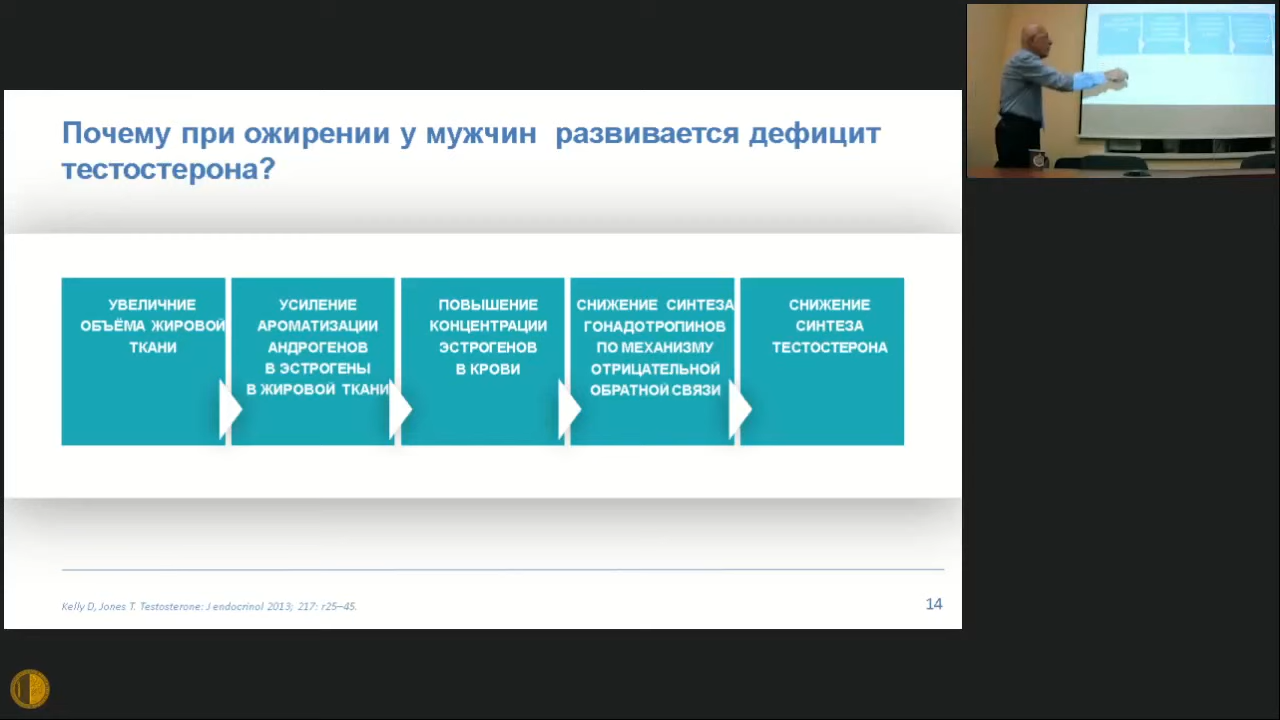 Почему при ожирении у мужчин развивается дефицит
тестостерона?
УВЕЛИЧНИЕ
ОБЪЁМА ЖИРОВОЙ
ТКАНИ
УСИЛЕНИЕ
АРОМАТИЗАЦИИ
АНДРОГЕНОВ
В ЭСТРОГЕНЫ
В ЖИРОВОЙ ТКАНИ
ПОВЫШЕНИЕ
КОНЦЕНТРАЦИИ
ЭСТРОГЕНОВ
В КРОВИ
СНИЖЕНИЕ СИНТЕЗА
ГОНАДОТРОПИНОВ
ПО МЕХАНИЗМУ
ОТРИЦАТЕЛЬНОЙ
ОБРАТНОЙ СВЯЗИ
СНИЖЕНИЕ
СИНТЕЗА
ТЕСТОСТЕРОНА
Kelly D, Jones T. Testosterone: J endocrinol 2013; 217: r25–45.
14